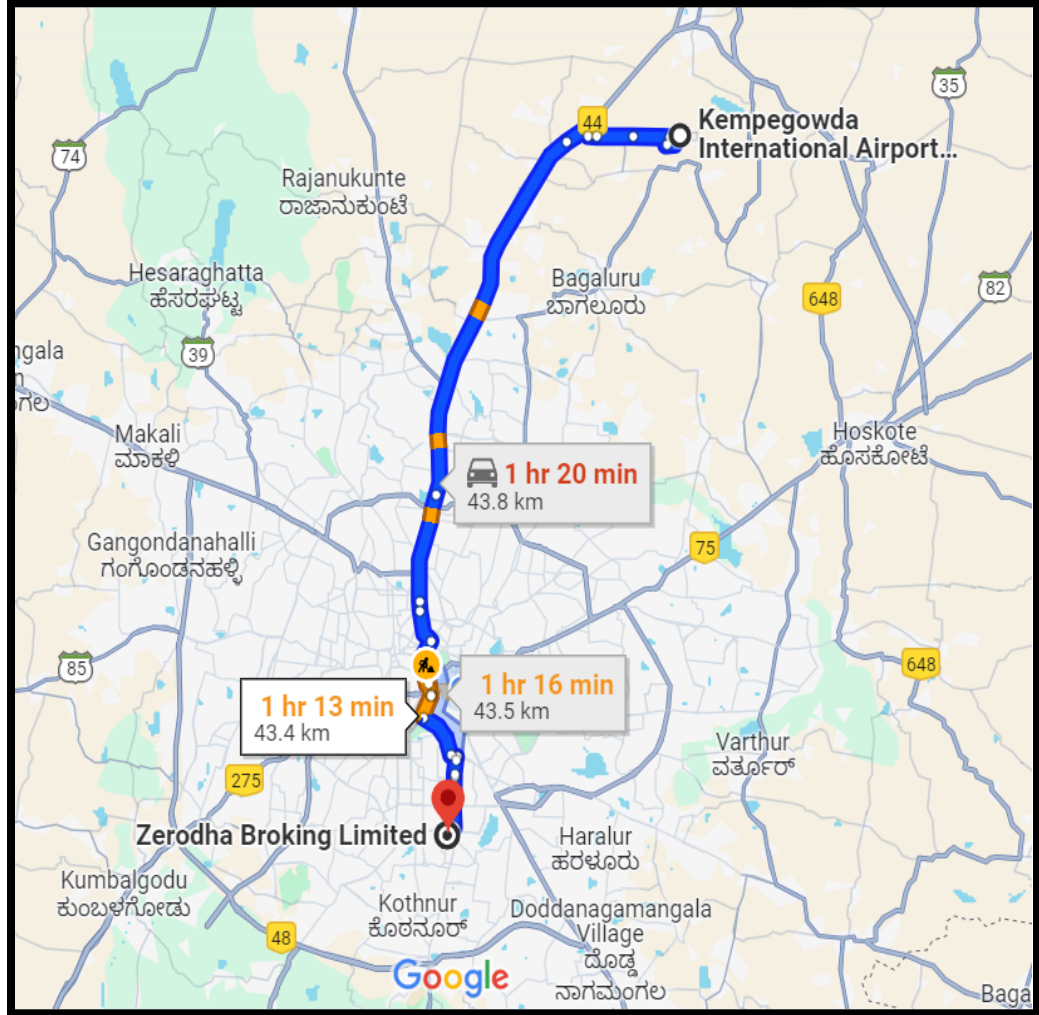 44
Kempegowda
International Airport...
35
74
Rajanukunte
ರಾಜಾನುಕುಂಟೆ
Hesaraghatta
ಹೆಸರಘಟ್ಟ
Bagaluru
ಬಾಗಲೂರು
82
648
39
ngala
n
ಂಗಲ
Makali
ಮಾಕಳಿ
Hoskote
ಹೊಸಕೋಟೆ
1 hr 20 min
43.8 km
Gangondanahalli
ಗಂಗೊಂಡನಹಳ್ಳಿ
75
85
648
1 hr 16 min
43.5 km
1 hr 13 min
43.4 km
Varthur
ವರ್ತೂರ್
275
Zerodha Broking Limited
Haralur
ಹರಳೂರು
Kumbalgodu
ಕುಂಬಳಗೋಡು
Kothnur
ಕೊಠನೂರ್
Doddanagamangala
Village
ದೊಡ್ಡ
ನಾಗಮಂಗಲ
48
Google
Baga